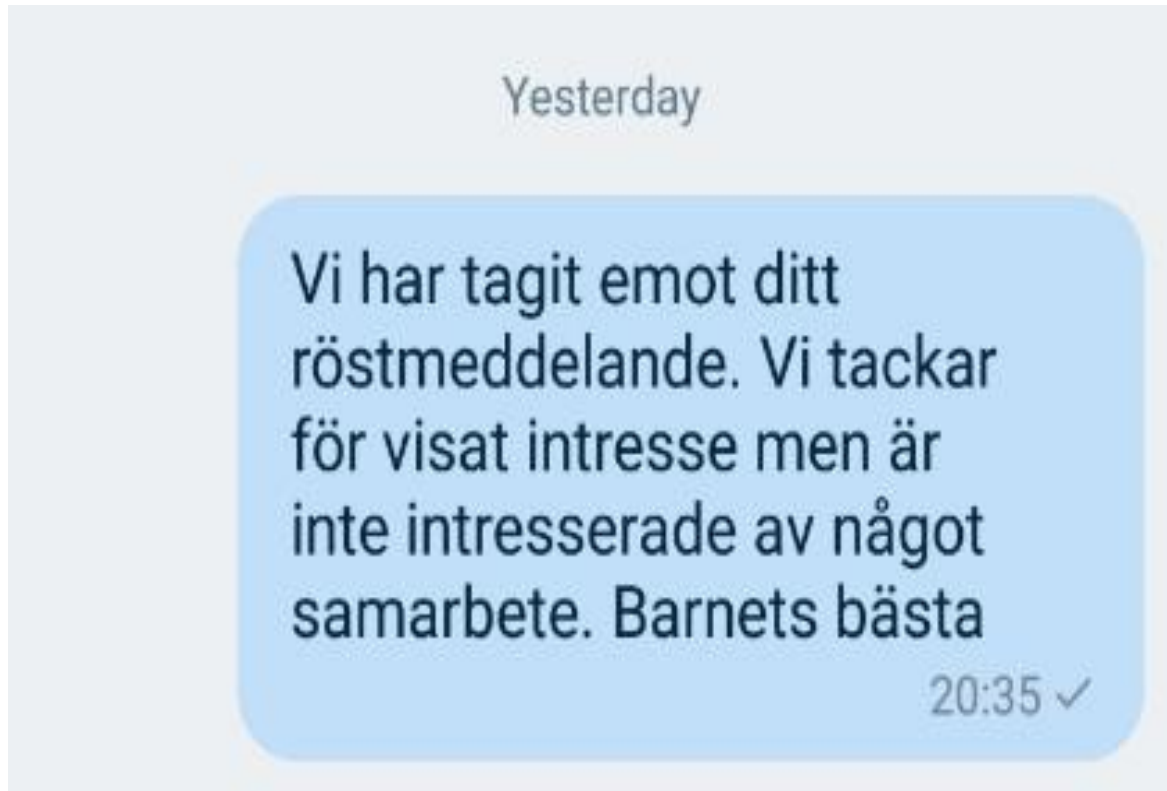 Yesterday
Vi har tagit emot ditt
röstmeddelande. Vi tackar
för visat intresse men är
inte intresserade av något
samarbete. Barnets bästa
20:35 ✓